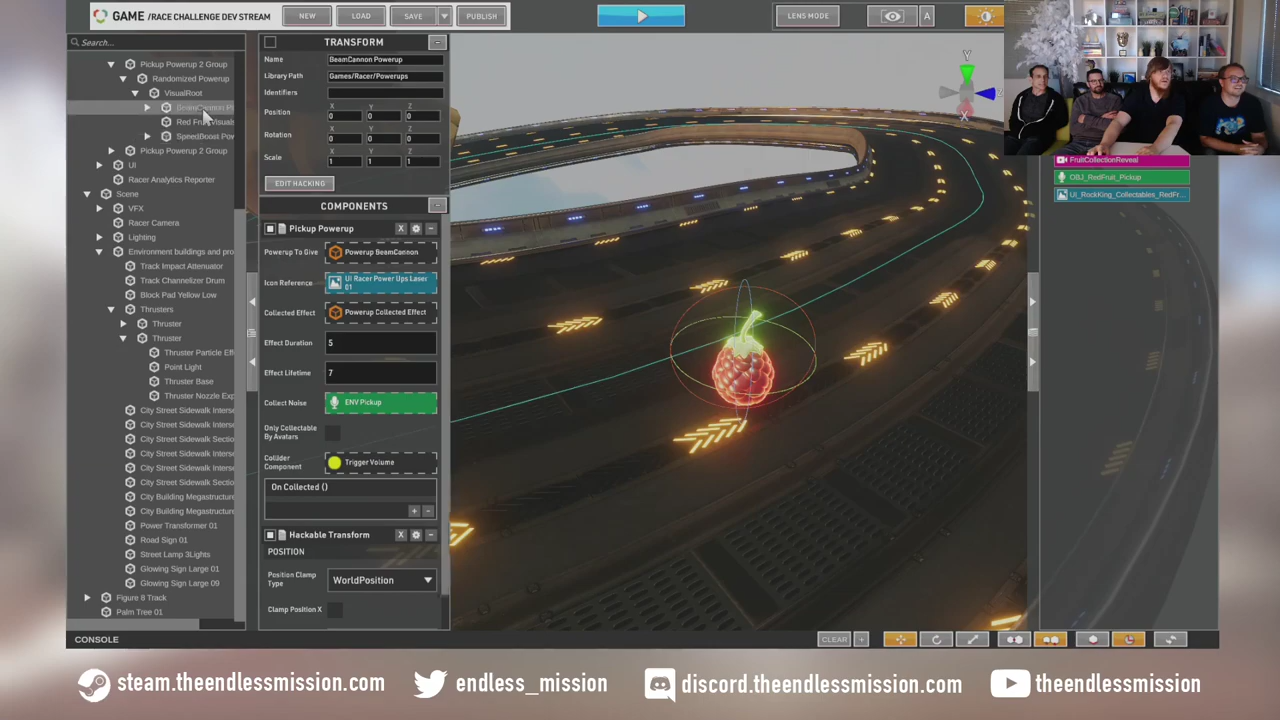 GAME /RACE CHALLENGE DEV STREAM
NEW
LOAD
SAVE
PUBLISH
LENS MODE
A
Search...
Pickup Powerup 2 Group
Randomized Powerup
VisualRoot
BeamCannon P
Red Fruit Visuals
SpeedBoost Pow
Pickup Powerup 2 Group
UI
Racer Analytics Reporter
Scene
VFX
Racer Camera
Lighting
Environment buildings and pro
Track Impact Attenuator
Track Channelizer Drum
Block Pad Yellow Low
Thrusters
Thruster
Thruster
Thruster Particle Eff
Point Light
Thruster Base
Thruster Nozzle Exp
City Street Sidewalk Interse
City Street Sidewalk Interse
City Street Sidewalk Sectio
City Street Sidewalk Interse
City Street Sidewalk Interse
City Street Sidewalk Sectio
City Building Megastructure
City Building Megastructure
Power Transformer 01
Road Sign 01
Street Lamp 3Lights
Glowing Sign Large 01
Glowing Sign Large 09
Figure 8 Track
Palm Tree 01
TRANSFORM
Name BeamCannon Powerup
Library Path Games/Racer/Powerups
Identifiers
X Y Z
Position 0 0 0
X Y Z
Rotation 0 0 0
X Y Z
Scale 1 1 1
EDIT HACKING
COMPONENTS
Pickup Powerup X
Powerup To Give Powerup BeamCannon
Icon Reference UI Racer Power Ups Laser 01
Collected Effect Powerup Collected Effect
Effect Duration 5
Effect Lifetime 7
Collect Noise ENV Pickup
Only Collectable By Avatars
Collider Component Trigger Volume
On Collected ()
+ -
Hackable Transform X
POSITION
Position Clamp Type WorldPosition
Clamp Position X
Y
Z
X
FruitCollectionReveal
OBJ_RedFruit_Pickup
UI_RockKing_Collectables_RedFr...
CONSOLE
CLEAR +
steam.theendlessmission.com
endless_mission
discord.theendlessmission.com
theendlessmission